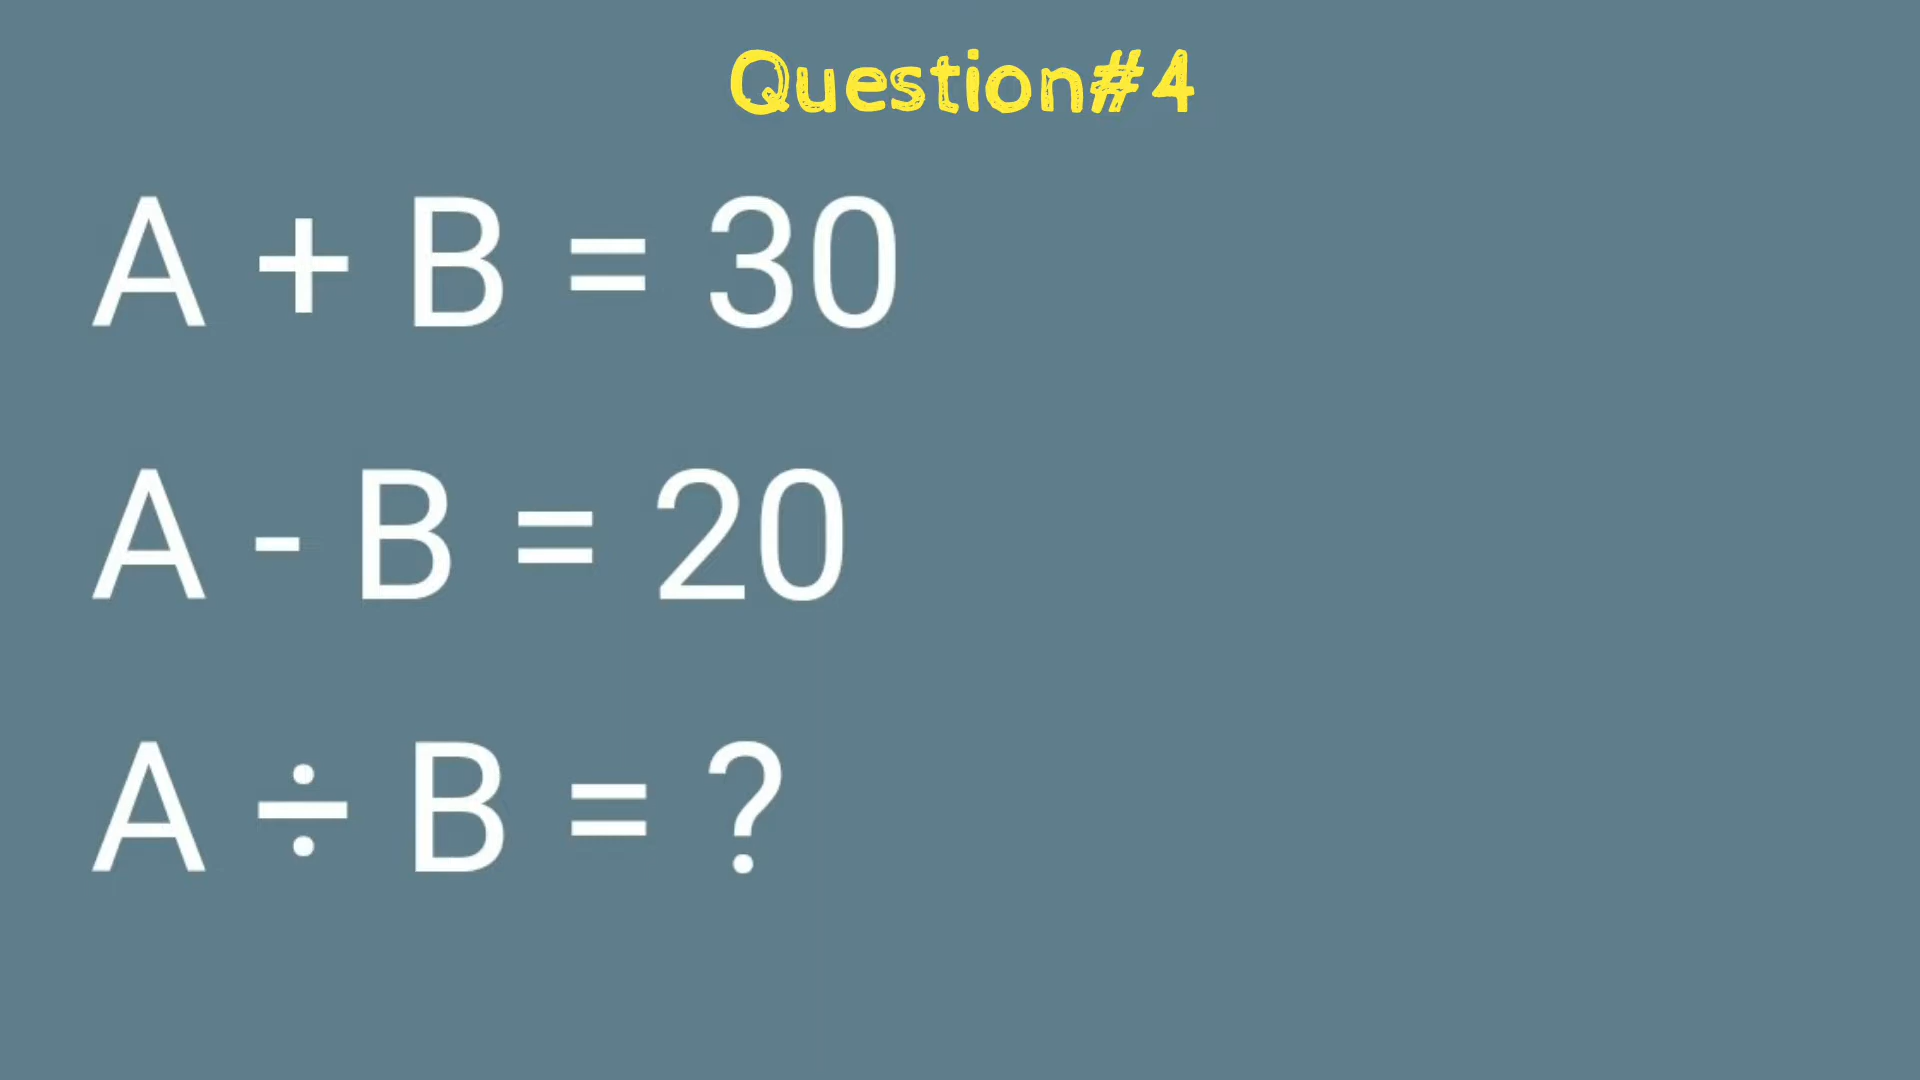 Question#4
A + B = 30
A - B = 20
A ÷ B = ?